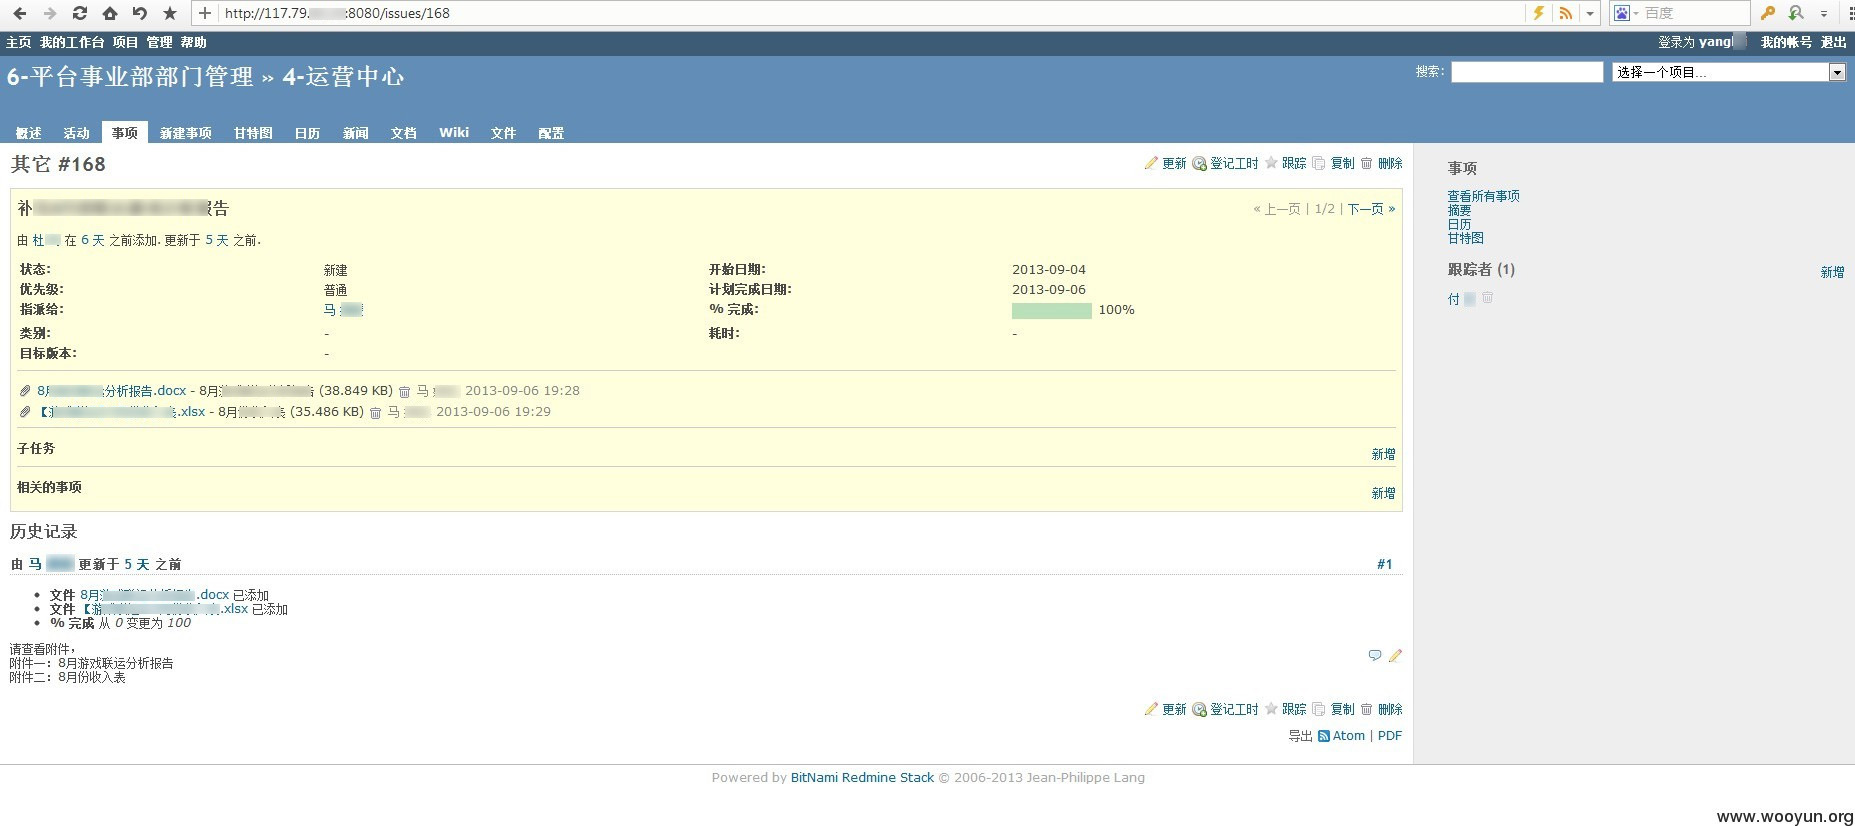 http://117.79. :8080/issues/168 百度
主页 我的工作台 项目 管理 帮助 登录为 yang 我的帐号 退出
6-平台事业部部门管理 » 4-运营中心 搜索: 选择一个项目...
概述 活动 事项 新建事项 甘特图 日历 新闻 文档 Wiki 文件 配置
其它 #168 更新 登记工时 跟踪 复制 删除
补 报告 « 上一页 | 1/2 | 下一页 »
由 杜 在 6 天 之前添加. 更新于 5 天 之前.
状态: 新建 开始日期: 2013-09-04
优先级: 普通 计划完成日期: 2013-09-06
指派给: 马 % 完成: 100%
类别: - 耗时: -
目标版本: -
8月 分析报告.docx - 8月 (38.849 KB) 马 2013-09-06 19:28
【 .xlsx - 8月 表 (35.486 KB) 马 2013-09-06 19:29
子任务 新增
相关的事项 新增
历史记录
由 马 更新于 5 天 之前 #1
文件 8月 .docx 已添加
文件 【游 .xlsx 已添加
% 完成 从 0 变更为 100
请查看附件，
附件一：8月游戏联运分析报告
附件二：8月份收入表
更新 登记工时 跟踪 复制 删除
导出 Atom | PDF
事项
查看所有事项
摘要
日历
甘特图
跟踪者 (1) 新增
付
Powered by BitNami Redmine Stack © 2006-2013 Jean-Philippe Lang
www.wooyun.org